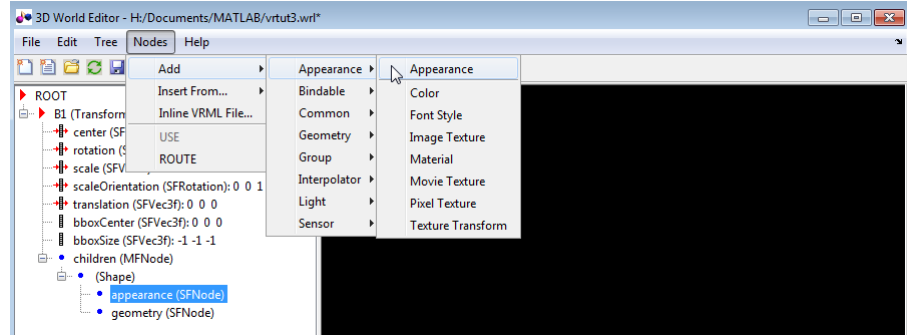 3D World Editor - H:/Documents/MATLAB/vrtut3.wrl*
File Edit Tree Nodes Help
Add
Insert From...
Inline VRML File...
USE
ROUTE
Appearance
Bindable
Common
Geometry
Group
Interpolator
Light
Sensor
Appearance
Color
Font Style
Image Texture
Material
Movie Texture
Pixel Texture
Texture Transform
ROOT
B1 (Transform
center (SF
rotation (S
scale (SFV
scaleOrientation (SFRotation): 0 0 1
translation (SFVec3f): 0 0 0
bboxCenter (SFVec3f): 0 0 0
bboxSize (SFVec3f): -1 -1 -1
children (MFNode)
(Shape)
appearance (SFNode)
geometry (SFNode)